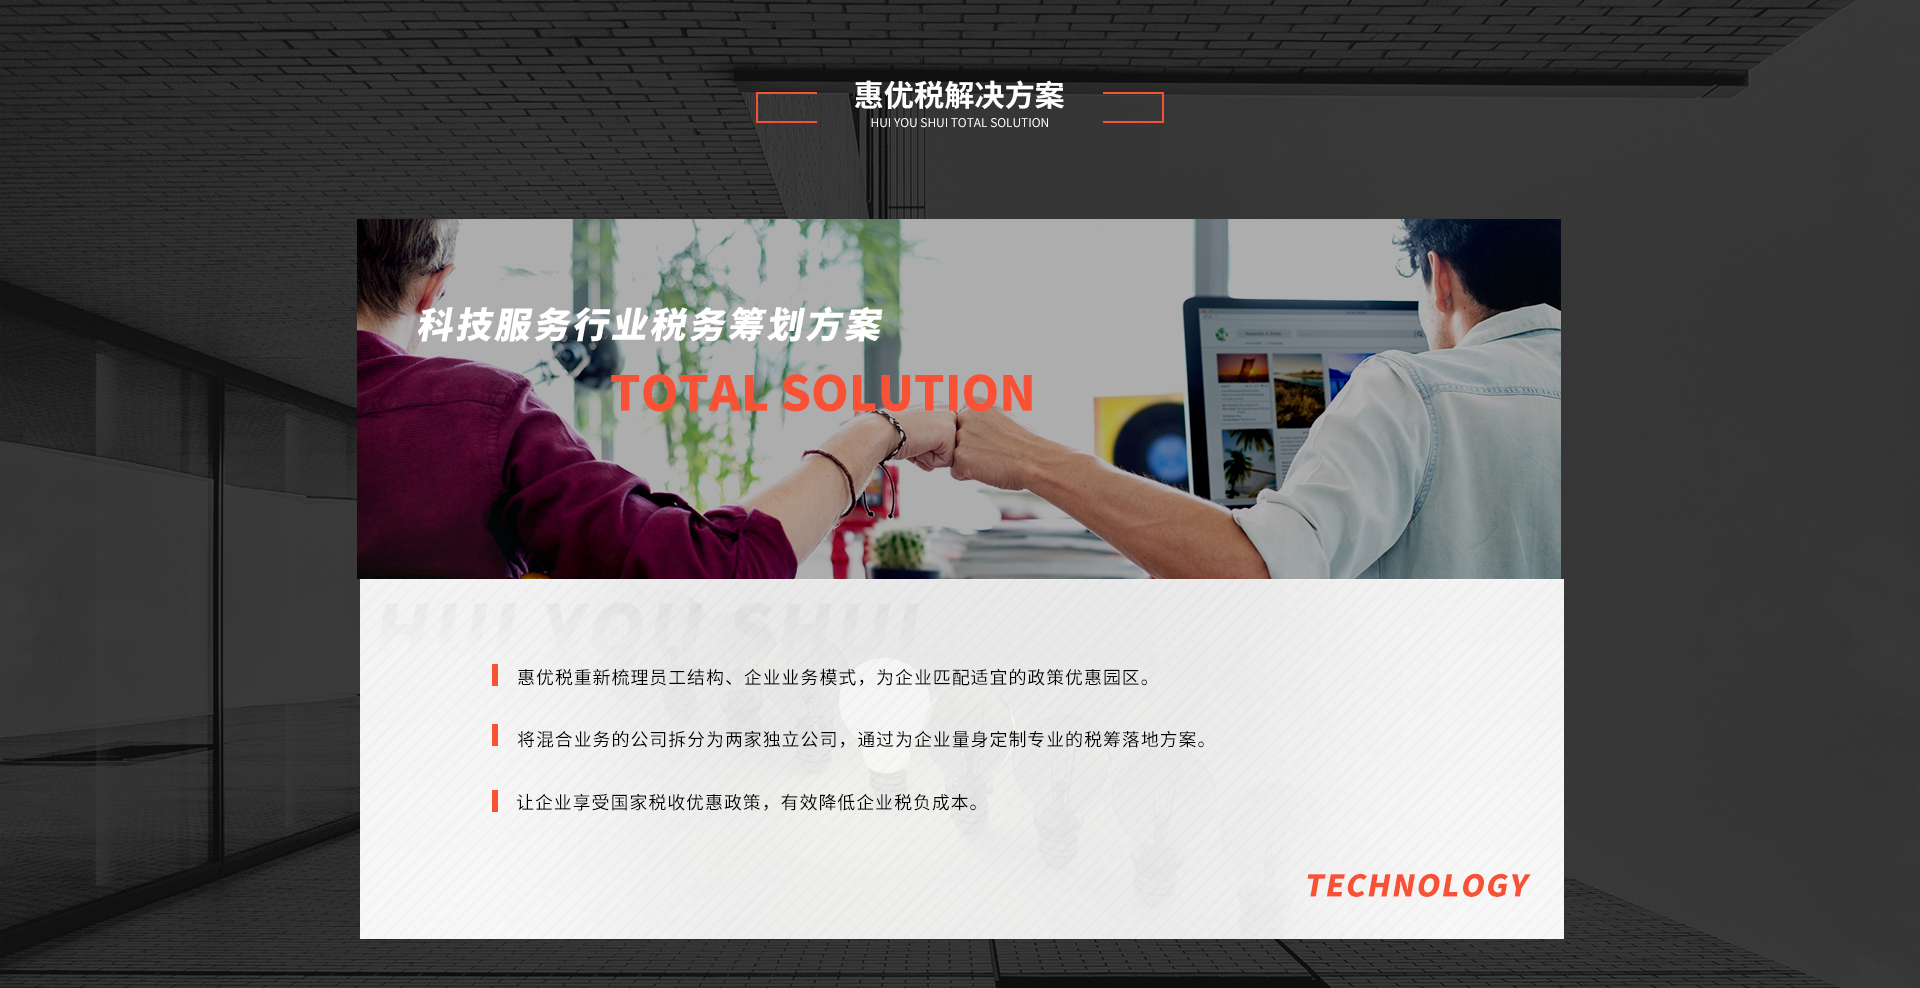 惠优税解决方案
HUI YOU SHUI TOTAL SOLUTION
科技服务行业税务筹划方案
TOTAL SOLUTION
HUI YOU SHUI
惠优税重新梳理员工结构、企业业务模式，为企业匹配适宜的政策优惠园区。
将混合业务的公司拆分为两家独立公司，通过为企业量身定制专业的税筹落地方案。
让企业享受国家税收优惠政策，有效降低企业税负成本。
TECHNOLOGY